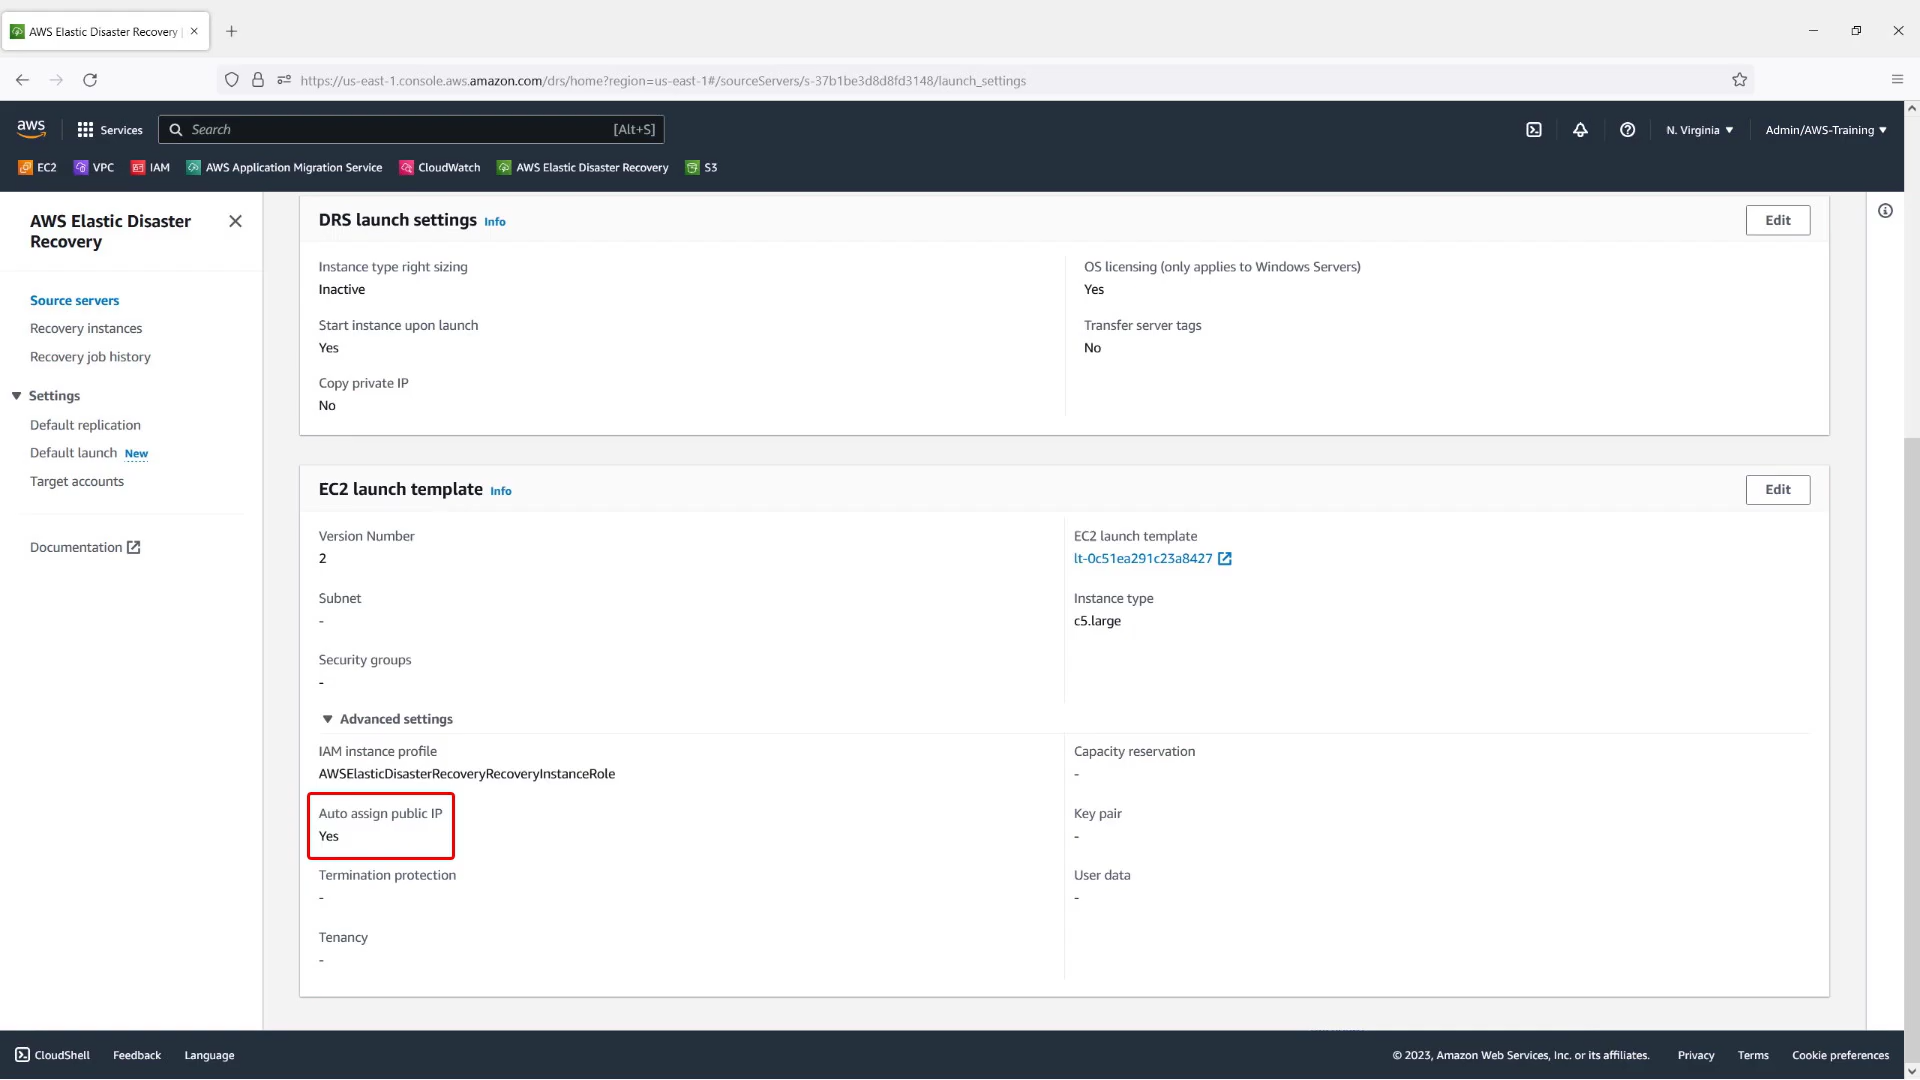 AWS Elastic Disaster Recovery
https://us-east-1.console.aws.amazon.com/drs/home?region=us-east-1#/sourceServers/s-37b1be3d8d8fd3148/launch_settings
aws
Services
Search
[Alt+S]
N. Virginia
Admin/AWS-Training
EC2
VPC
IAM
AWS Application Migration Service
CloudWatch
AWS Elastic Disaster Recovery
S3
AWS Elastic Disaster
Recovery
Source servers
Recovery instances
Recovery job history
Settings
Default replication
Default launch New
Target accounts
Documentation
DRS launch settings Info
Edit
Instance type right sizing
Inactive
Start instance upon launch
Yes
Copy private IP
No
OS licensing (only applies to Windows Servers)
Yes
Transfer server tags
No
EC2 launch template Info
Edit
Version Number
2
Subnet
-
Security groups
-
EC2 launch template
lt-0c51ea291c23a8427
Instance type
c5.large
Advanced settings
IAM instance profile
AWSElasticDisasterRecoveryRecoveryInstanceRole
Auto assign public IP
Yes
Termination protection
-
Tenancy
-
Capacity reservation
-
Key pair
-
User data
-
CloudShell
Feedback
Language
© 2023, Amazon Web Services, Inc. or its affiliates.
Privacy
Terms
Cookie preferences